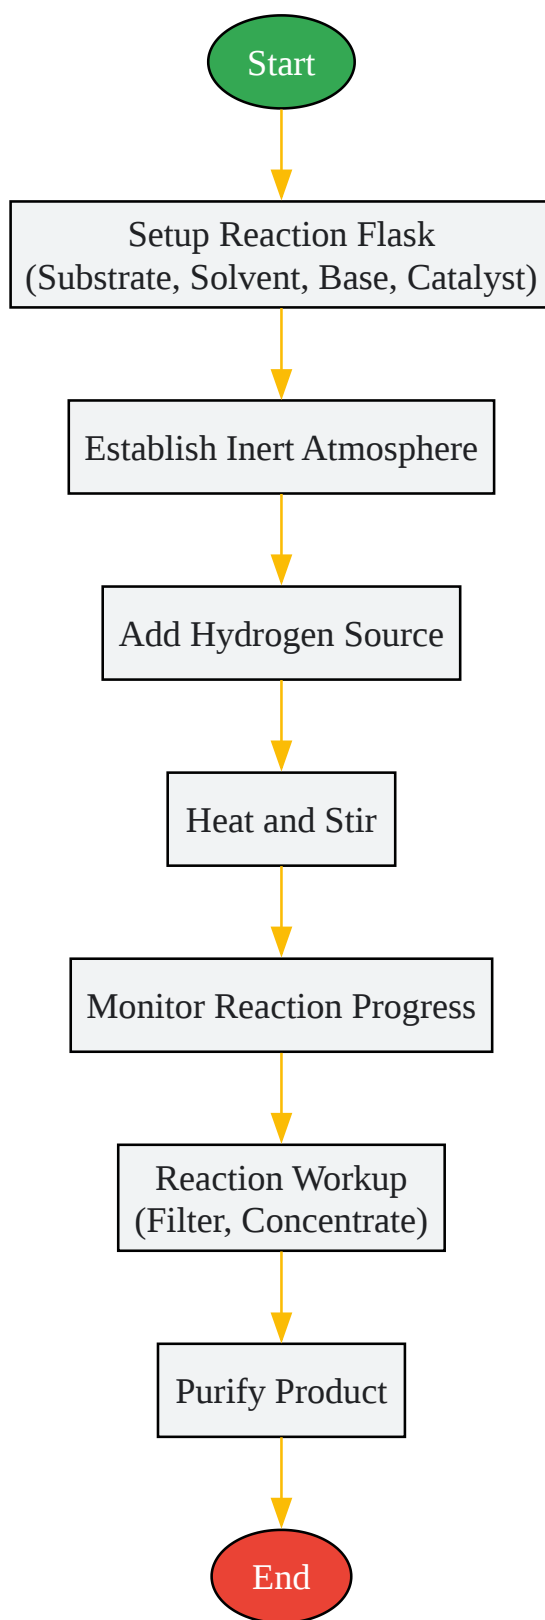 Start
Setup Reaction Flask
(Substrate, Solvent, Base, Catalyst)
Establish Inert Atmosphere
Add Hydrogen Source
Heat and Stir
Monitor Reaction Progress
Reaction Workup
(Filter, Concentrate)
Purify Product
End